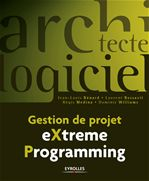 archi
tecte
logiciel
Jean-Louis Bénard | Laurent Bossavit
Régis Medina | Dominic Williams
Gestion de projet
eXtreme
Programming
EYROLLES